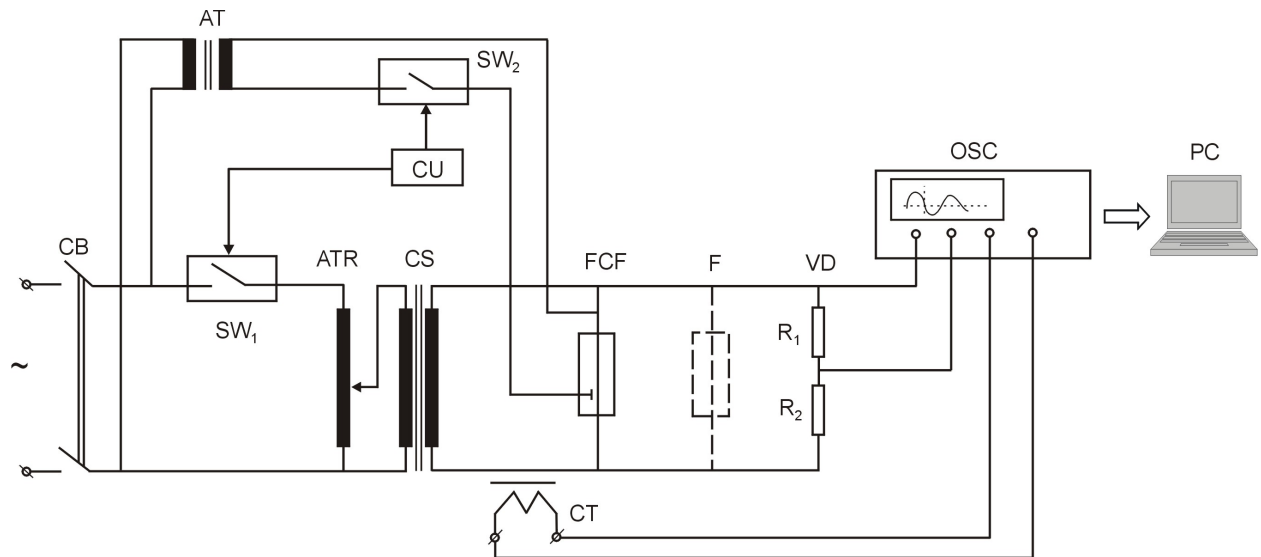 AT
SW₂
CU
OSC
PC
CB
SW₁
ATR
CS
FCF
F
VD
R₁
R₂
~
CT